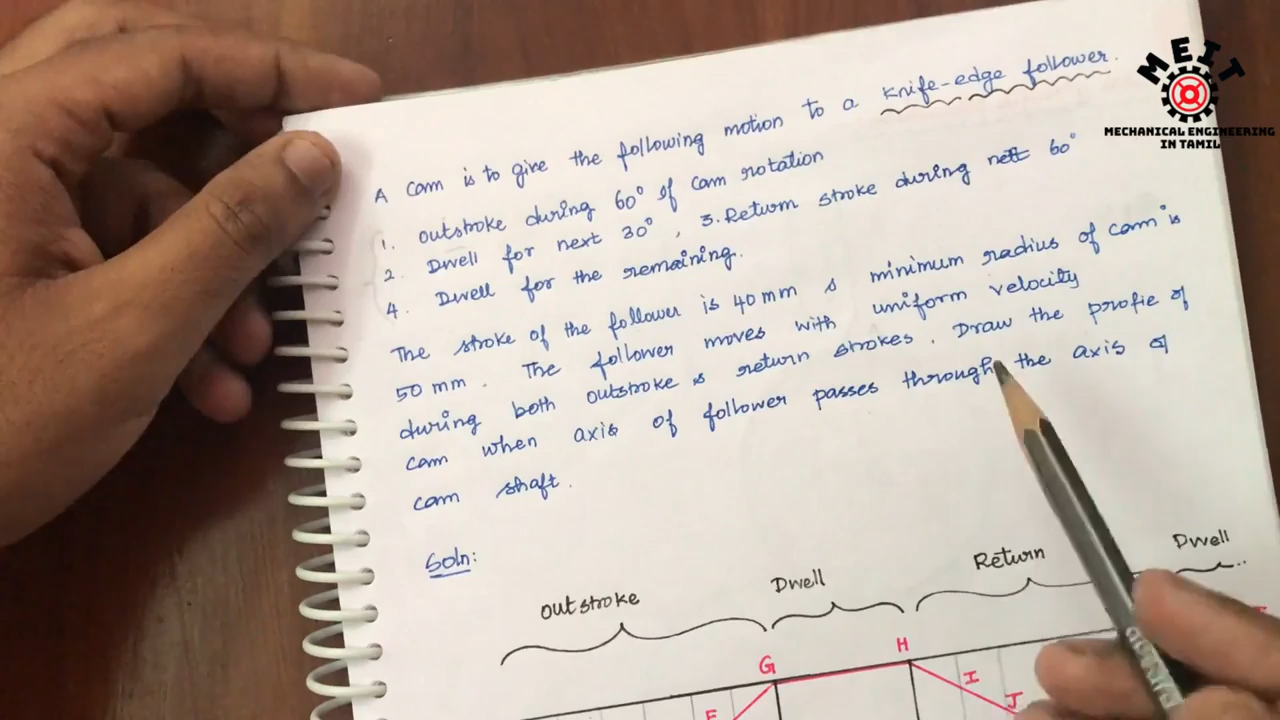 MEIT
MECHANICAL ENGINEERING
IN TAMIL
A cam is to give the following motion to a knife-edge follower.
1. outstroke during 60° of cam rotation
2. Dwell for next 30°, 3. Return stroke during 60°
4. Dwell for the remaining.
The stroke of the follower is 40 mm & minimum radius of cam is
50 mm. The follower moves with uniform velocity
during both outstroke & return strokes. Draw the profie of
cam when axis of follower passes through the axis of
cam shaft.
Soln:
outstroke
Dwell
Return
Dwell
G
H
F
I
J